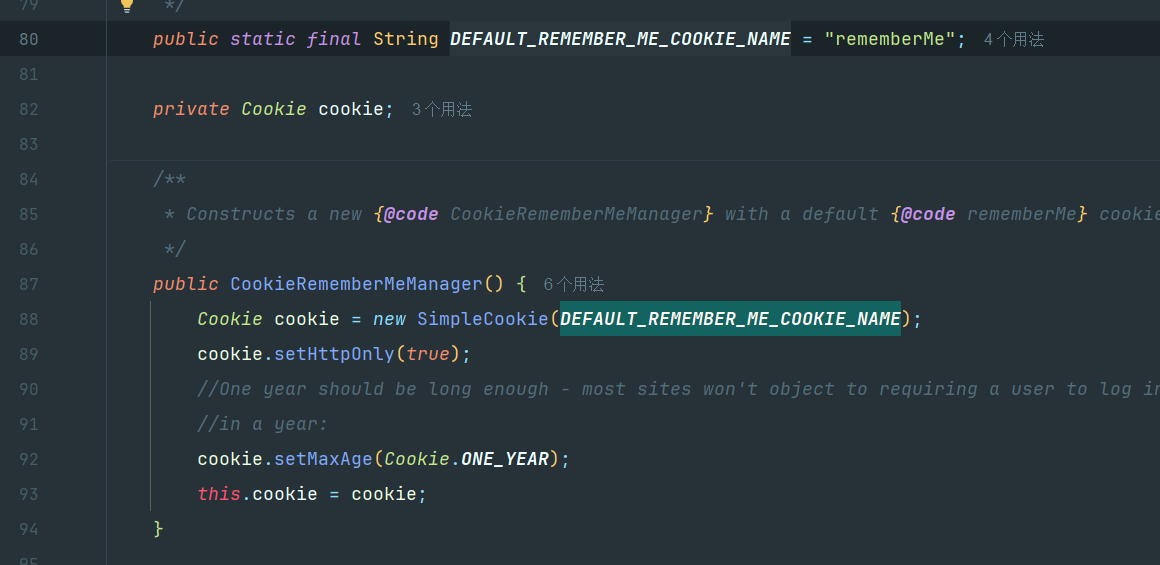 79 */
80 public static final String DEFAULT_REMEMBER_ME_COOKIE_NAME = "rememberMe"; 4个用法
81
82 private Cookie cookie; 3个用法
83
84 /**
85 * Constructs a new {@code CookieRememberMeManager} with a default {@code rememberMe} cookie
86 */
87 public CookieRememberMeManager() { 6个用法
88 Cookie cookie = new SimpleCookie(DEFAULT_REMEMBER_ME_COOKIE_NAME);
89 cookie.setHttpOnly(true);
90 //One year should be long enough - most sites won't object to requiring a user to log in
91 //in a year:
92 cookie.setMaxAge(Cookie.ONE_YEAR);
93 this.cookie = cookie;
94 }
85